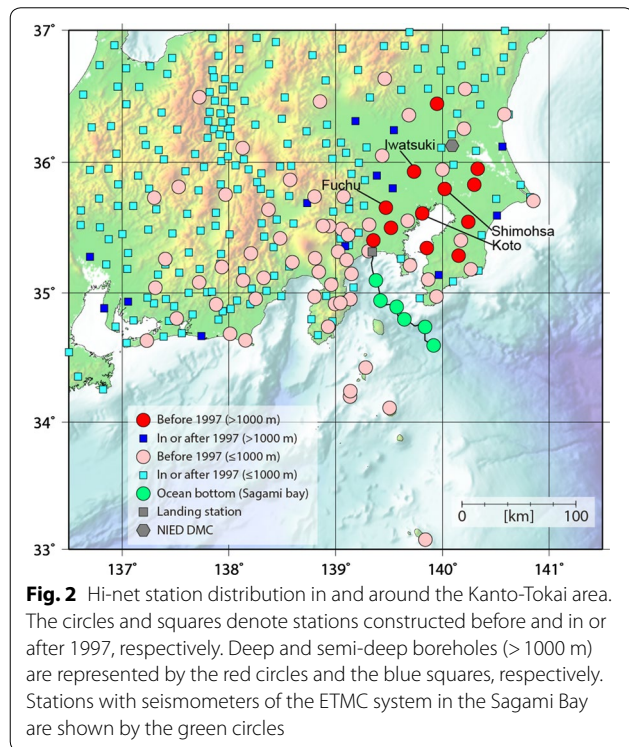 37°
36°
Iwatsuki
Fuchu
Shimohsa
Koto
35°
34°
33°
Before 1997 (>1000 m)
In or after 1997 (>1000 m)
Before 1997 (≤1000 m)
In or after 1997 (≤1000 m)
Ocean bottom (Sagami bay)
Landing station
NIED DMC
0 [km] 100
137° 138° 139° 140° 141°
Fig. 2 Hi-net station distribution in and around the Kanto-Tokai area.
The circles and squares denote stations constructed before and in or
after 1997, respectively. Deep and semi-deep boreholes (> 1000 m)
are represented by the red circles and the blue squares, respectively.
Stations with seismometers of the ETMC system in the Sagami Bay
are shown by the green circles